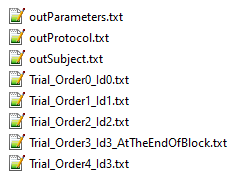 outParameters.txt
outProtocol.txt
outSubject.txt
Trial_Order0_Id0.txt
Trial_Order1_Id1.txt
Trial_Order2_Id2.txt
Trial_Order3_Id3_AtTheEndOfBlock.txt
Trial_Order4_Id3.txt